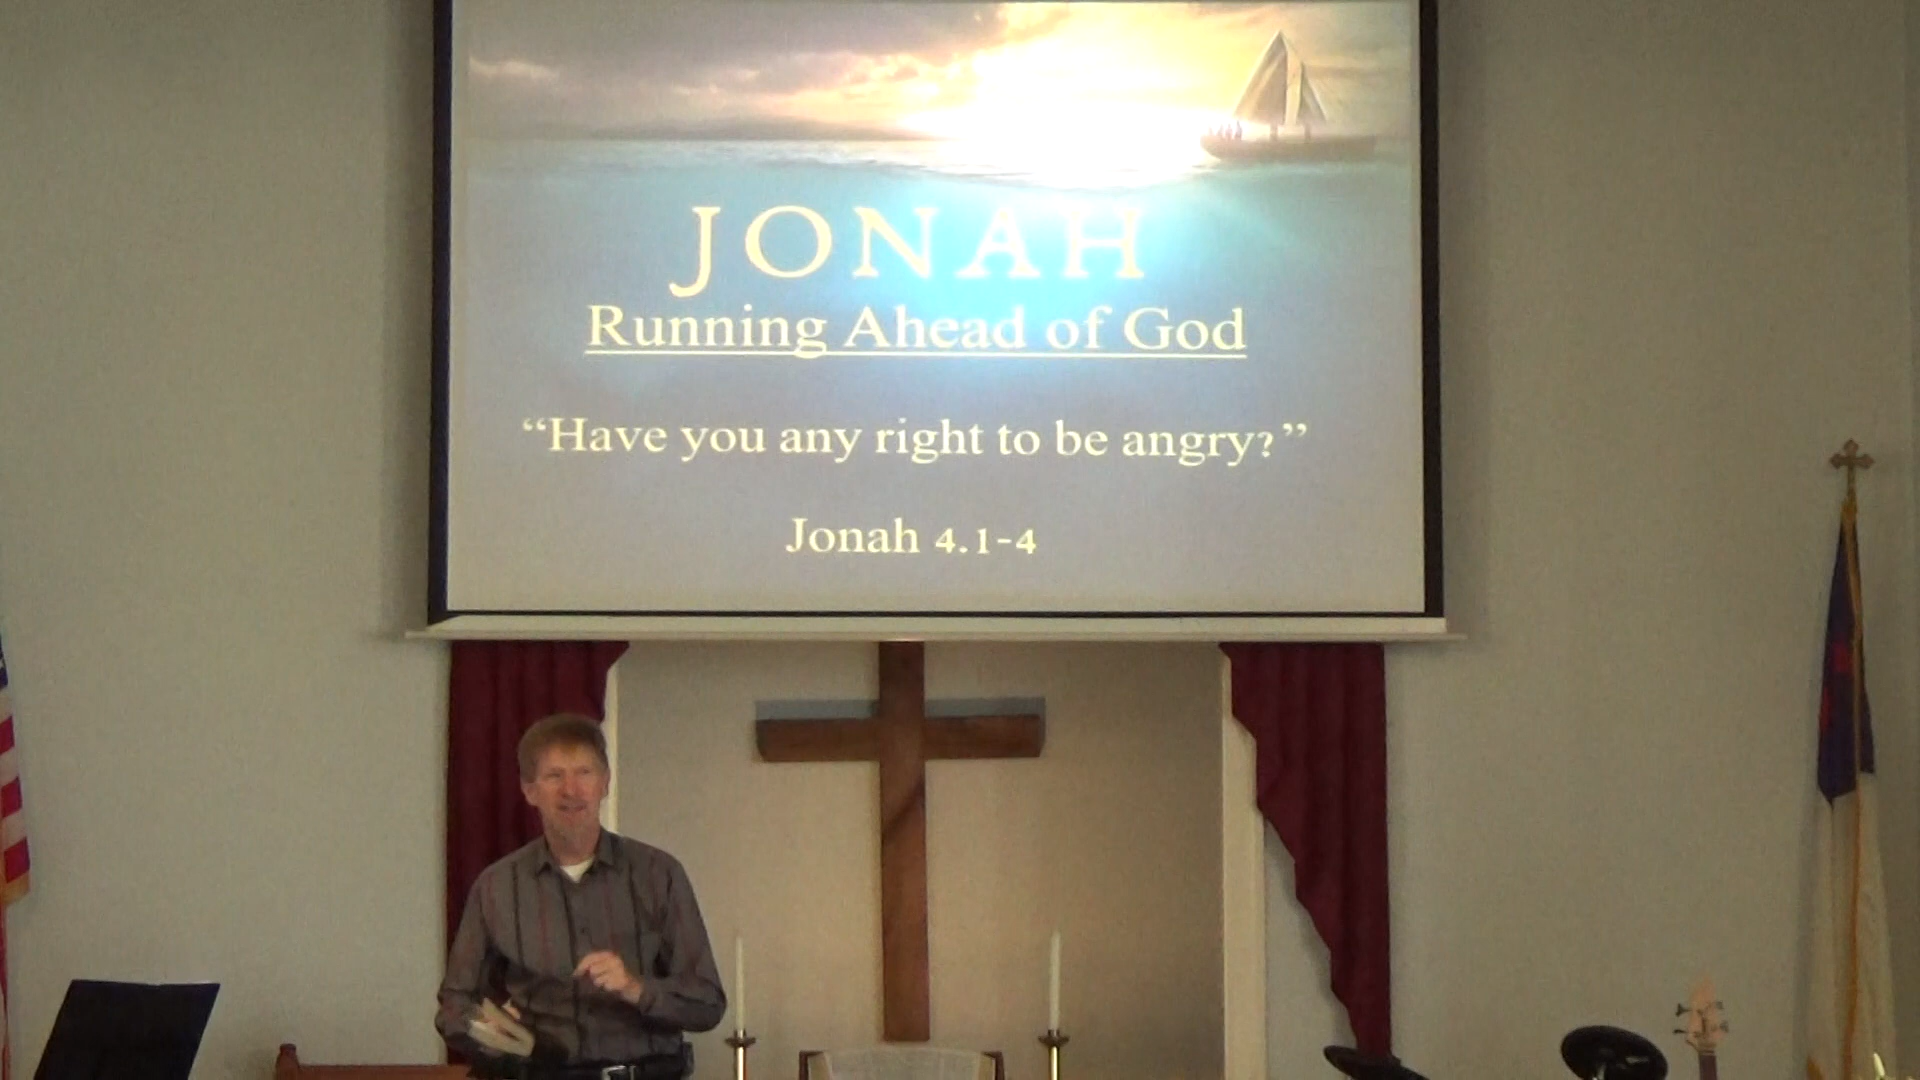 JONAH
Running Ahead of God
“Have you any right to be angry?”
Jonah 4.1-4